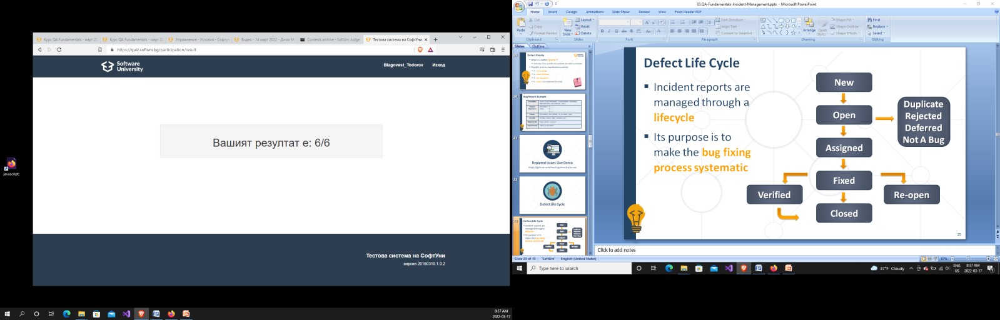 Курс QA Fundamentals - март 20
Курс QA Fundamentals - март 20
Упражнение - Условия - Софту
Видео - 14 март 2022 - Димо М
Contests archive - SoftUni Judge
Тестова система на СофтУни
https://quiz.softuni.bg/participation/result
Software
University
Blagovest_Todorov
Изход
Вашият резултат е: 6/6
Тестова система на СофтУни
версия 20160310.1.0.2
javascript:
8:37 AM
2022-03-17
03.QA-Fundamentals-Incident-Management.pptx - Microsoft PowerPoint
Home Insert Design Animations Slide Show Review View Foxit Reader PDF
Paste
Cut
Copy
Format Painter
Clipboard
New
Slide
Layout
Reset
Delete
Slides
Font
Text Direction
Align Text
Convert to SmartArt
Paragraph
Arrange
Quick
Styles
Shape Fill
Shape Outline
Shape Effects
Drawing
Find
Replace
Select
Editing
Slides Outline
19
Defect Priority
20
Bug Report Example
21
Reported Issues Live Demo
22
Defect Life Cycle
23
Defect Life Cycle
Defect Life Cycle
Incident reports are
managed through a
lifecycle
Its purpose is to
make the bug fixing
process systematic
New
Open
Duplicate
Rejected
Deferred
Not A Bug
Assigned
Fixed
Verified
Re-open
Closed
25
Click to add notes
Slide 23 of 45 "SoftUni" English (United States)
87%
Type here to search
37°F Cloudy
ENG
US
8:37 AM
2022-03-17